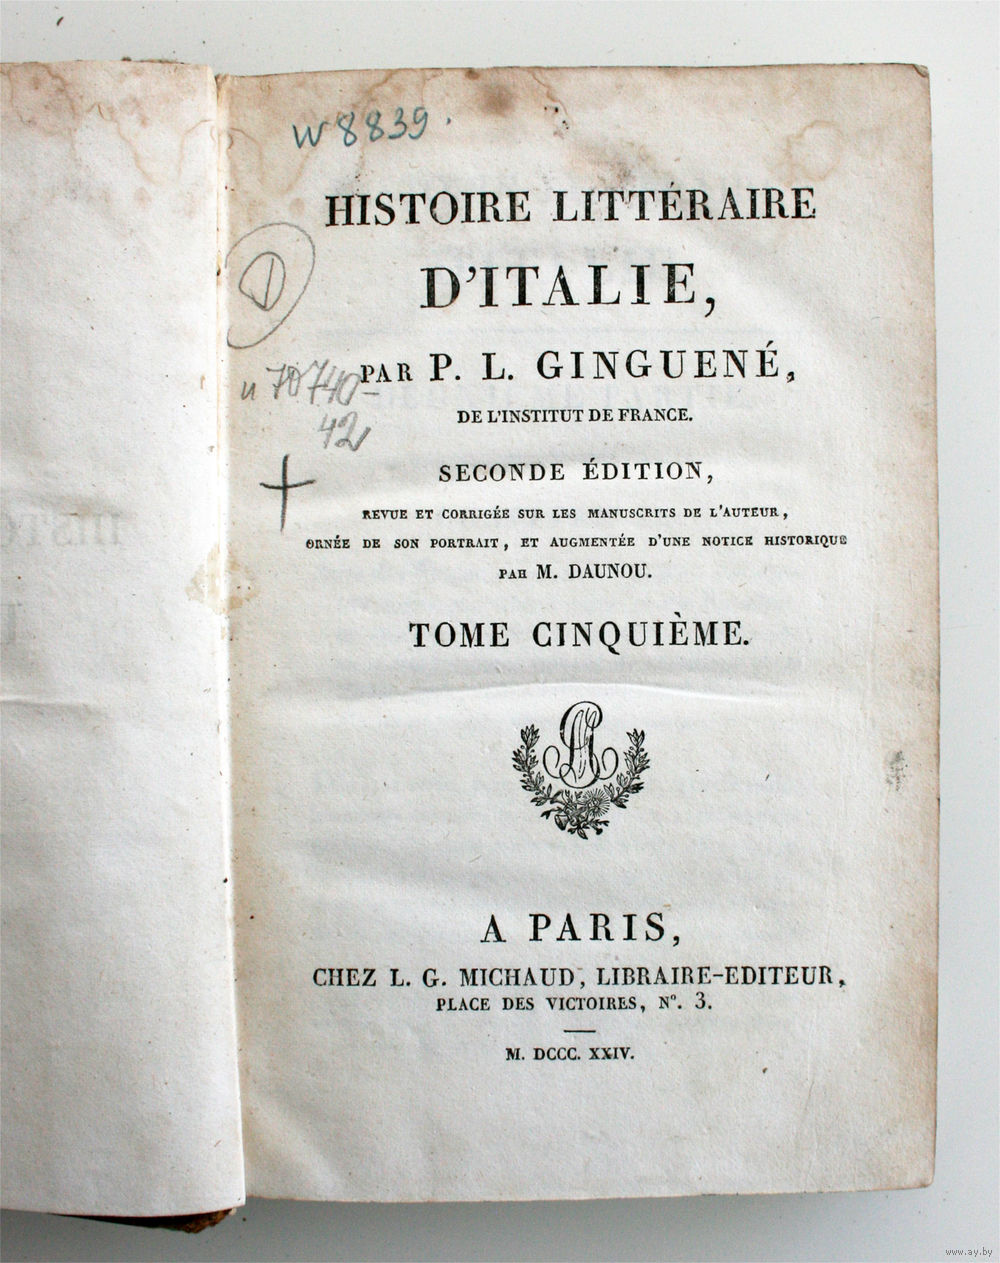 W8839.
HISTOIRE LITTÉRAIRE
D'ITALIE,
PAR P. L. GINGUENÉ,
и 70740-
42
DE L'INSTITUT DE FRANCE.
SECONDE ÉDITION,
REVUE ET CORRIGÉE SUR LES MANUSCRITS DE L'AUTEUR,
ORNÉE DE SON PORTRAIT, ET AUGMENTÉE D'UNE NOTICE HISTORIQUE
PAR M. DAUNOU.
TOME CINQUIÈME.
A PARIS,
CHEZ L. G. MICHAUD, LIBRAIRE-EDITEUR,
PLACE DES VICTOIRES, N°. 3.
M. DCCC. XXIV.
www.ay.by